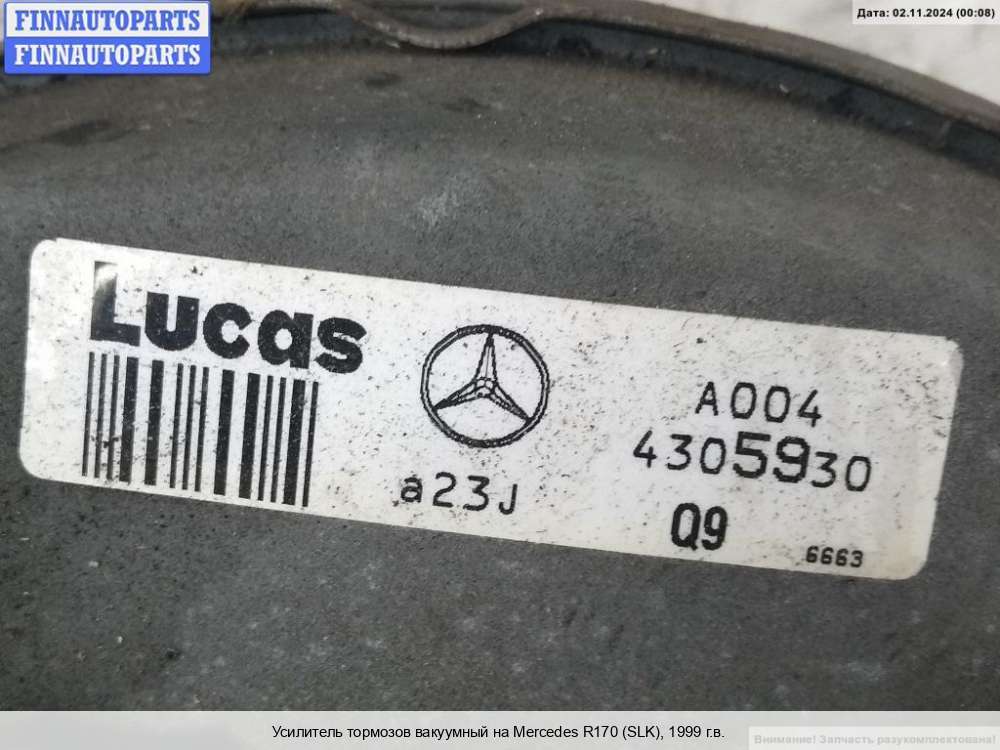 FINNAUTOPARTS
FINNAUTOPARTS
Дата: 02.11.2024 (00:08)
Lucas
A004
4305930
a23J
Q9
6663
Усилитель тормозов вакуумный на Mercedes R170 (SLK), 1999 г.в.
Внимание! Запчасть разукомплектована!